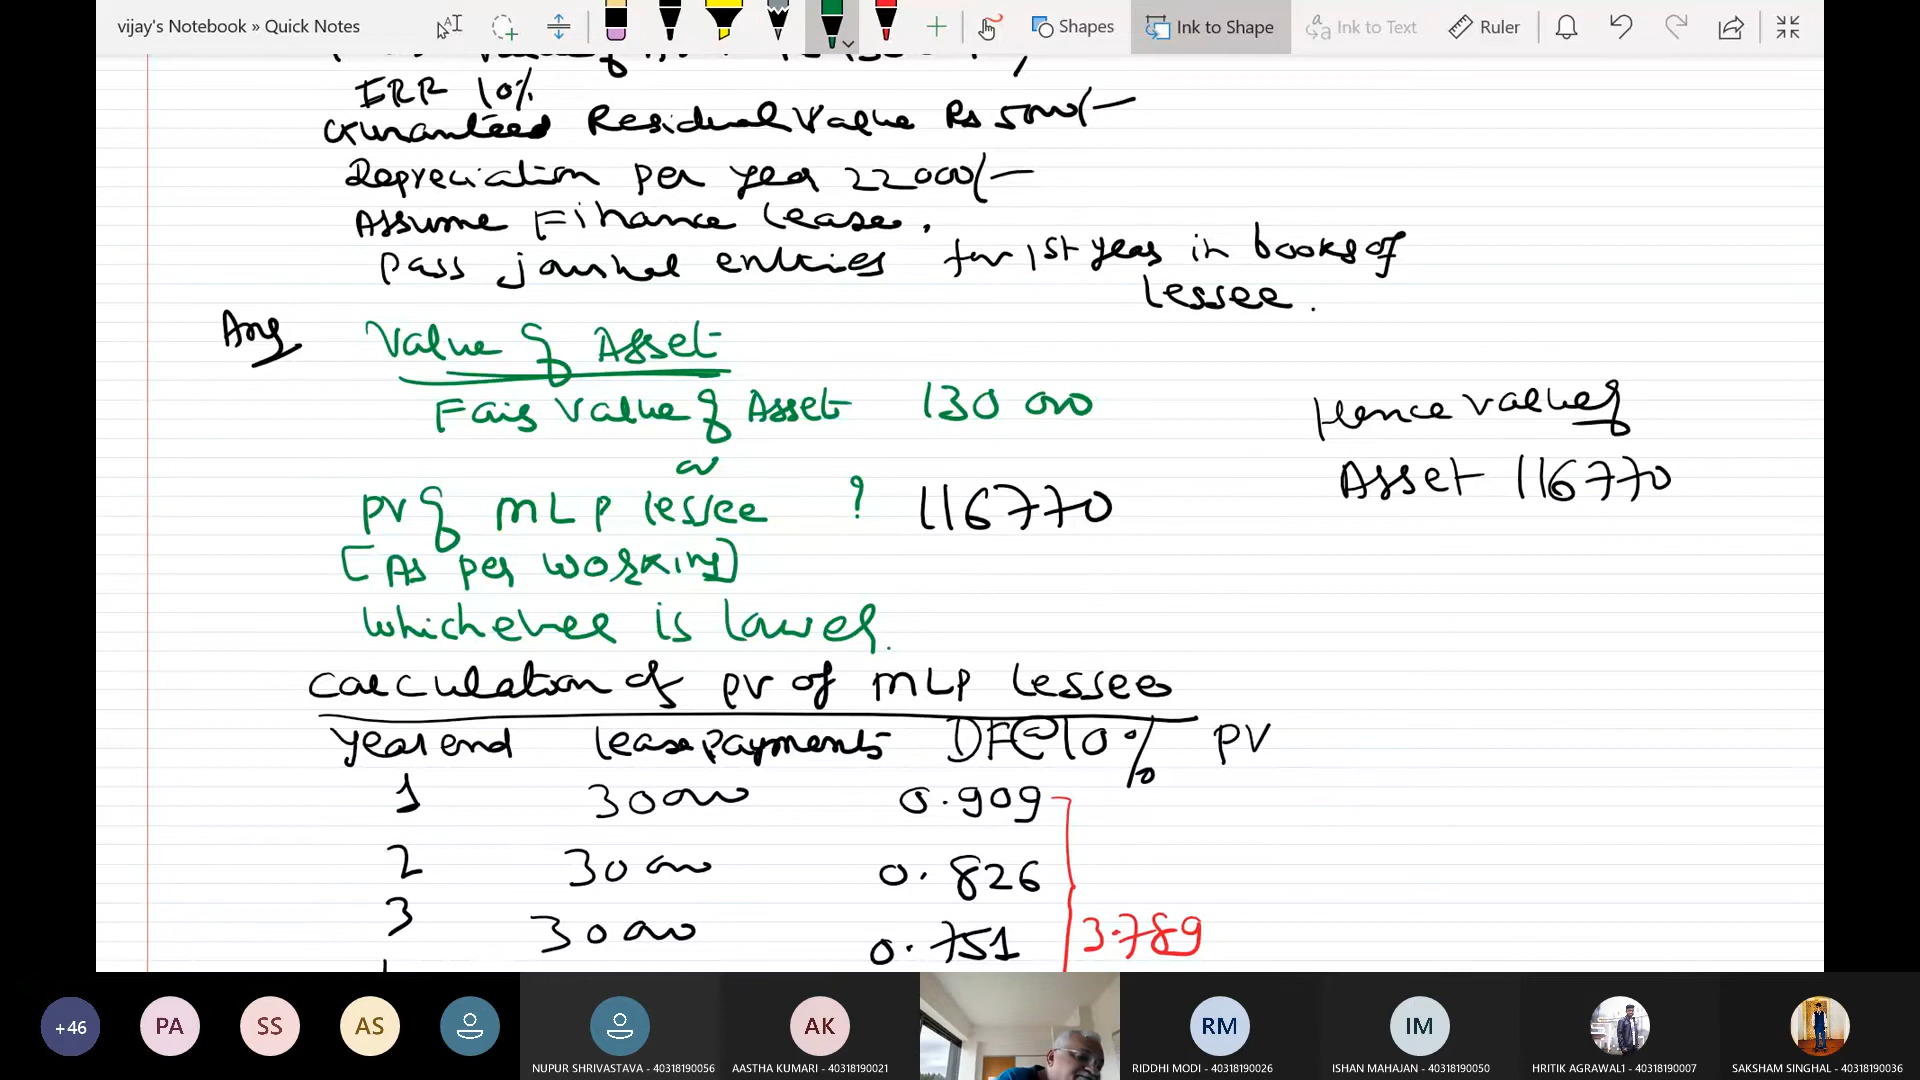 vijay's Notebook » Quick Notes
Shapes
Ink to Shape
Ink to Text
Ruler
IRR 10%
Guranteed Residual Value Rs 5000/-
Depreciation per year 22000/-
Assume Finance lease.
pass journal entries for 1st year in books of
lessee.
Ans
Value of Asset
Fair value of Asset 130 000
or
PV of MLP lessee ? 116770
[As per working]
whichever is lower.
Hence value of
Asset 116770
Calculation of PV of MLP Lessee
Year end lease payments DF@10% PV
1 30000 0.909
2 30000 0.826
3 30000 0.751
3.789
+46
PA
SS
AS
AK
RM
IM
NUPUR SHRIVASTAVA - 40318190056
AASTHA KUMARI - 40318190021
RIDDHI MODI - 40318190026
ISHAN MAHAJAN - 40318190050
HRITIK AGRAWAL1 - 40318190007
SAKSHAM SINGHAL - 40318190036